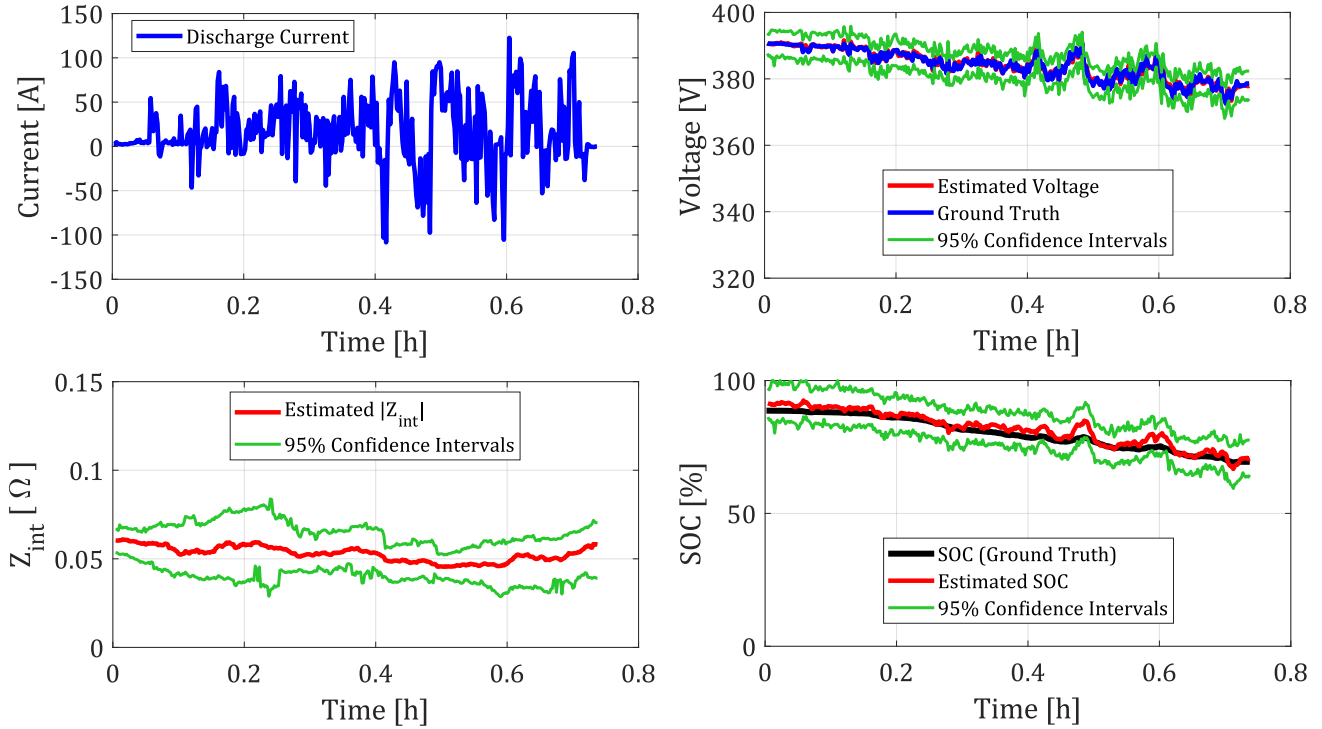 150
100
50
0
-50
-100
-150
Current [A]
Discharge Current
0
0.2
0.4
0.6
0.8
Time [h]
400
380
360
340
320
Voltage [V]
Estimated Voltage
Ground Truth
95% Confidence Intervals
0
0.2
0.4
0.6
0.8
Time [h]
0.15
0.1
0.05
0
Z_int [ Ω ]
Estimated |Z_int|
95% Confidence Intervals
0
0.2
0.4
0.6
0.8
Time [h]
100
50
0
SOC [%]
SOC (Ground Truth)
Estimated SOC
95% Confidence Intervals
0
0.2
0.4
0.6
0.8
Time [h]